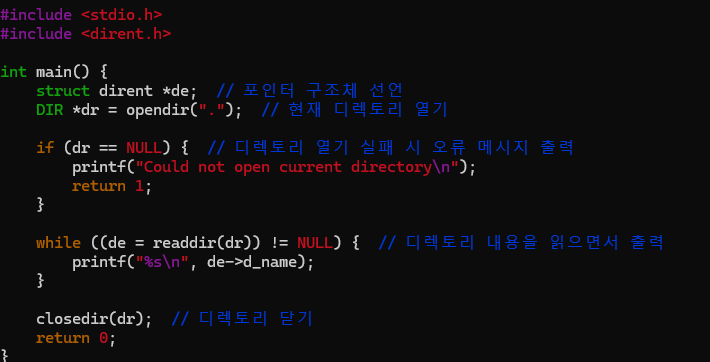 #include <stdio.h>
#include <dirent.h>
int main() {
struct dirent *de;  // 포인터 구조체 선언
DIR *dr = opendir(".");  // 현재 디렉토리 열기
if (dr == NULL) {  // 디렉토리 열기 실패 시 오류 메시지 출력
printf("Could not open current directory\n");
return 1;
}
while ((de = readdir(dr)) != NULL) {  // 디렉토리 내용을 읽으면서 출력
printf("%s\n", de->d_name);
}
closedir(dr);  // 디렉토리 닫기
return 0;
}